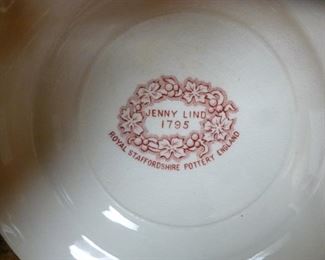 JENNY LIND
1795
ROYAL STAFFORDSHIRE POTTERY ENGLAND